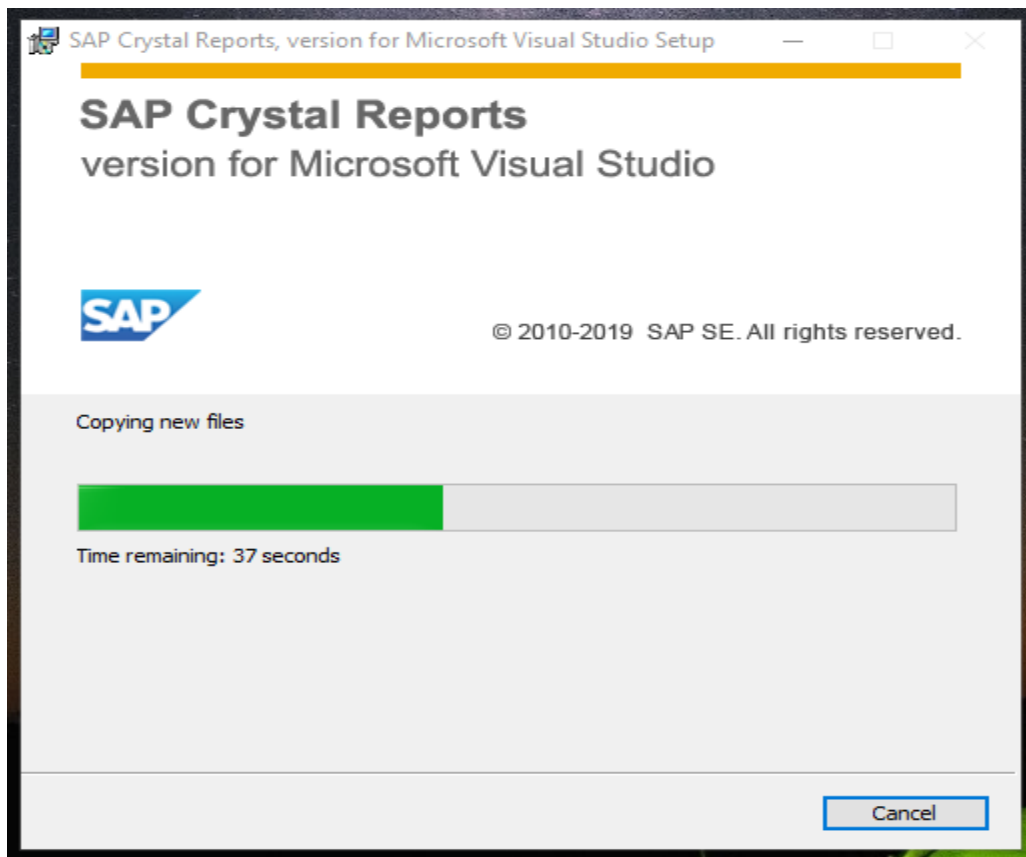 SAP Crystal Reports, version for Microsoft Visual Studio Setup
SAP Crystal Reports
version for Microsoft Visual Studio
SAP
© 2010-2019 SAP SE. All rights reserved.
Copying new files
Time remaining: 37 seconds
Cancel